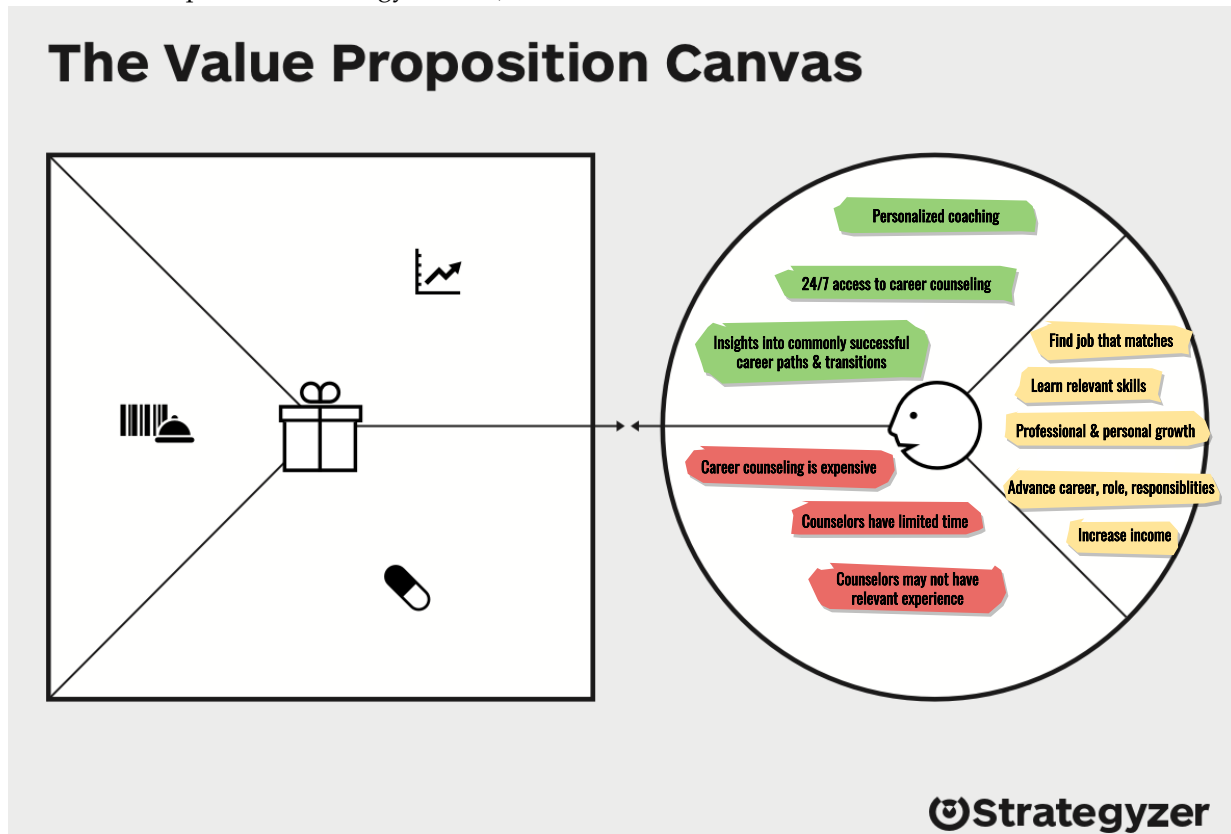 The Value Proposition Canvas
Personalized coaching
24/7 access to career counseling
Insights into commonly successful
career paths & transitions
Find job that matches
Learn relevant skills
Professional & personal growth
Advance career, role, responsiblities
Increase income
Career counseling is expensive
Counselors have limited time
Counselors may not have
relevant experience
Strategyzer